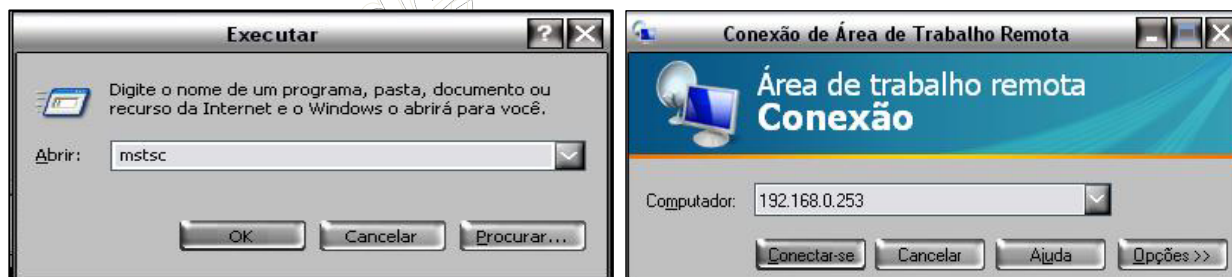 Executar
Digite o nome de um programa, pasta, documento ou
recurso da Internet e o Windows o abrirá para você.
Abrir:
mstsc
OK
Cancelar
Procurar...
Conexão de Área de Trabalho Remota
Área de trabalho remota
Conexão
Computador:
192.168.0.253
Conectar-se
Cancelar
Ajuda
Opções >>